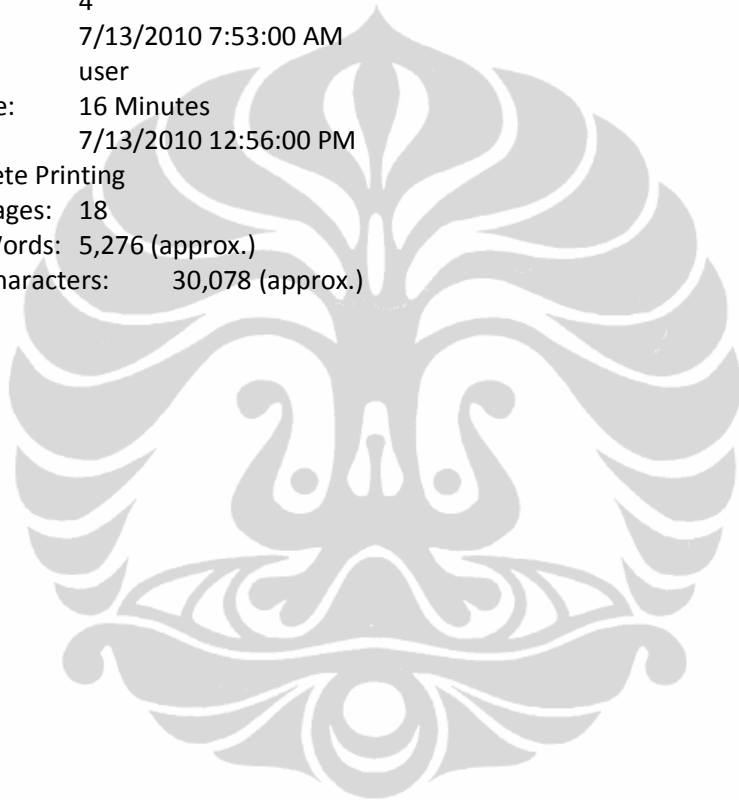 4
7/13/2010 7:53:00 AM
user
e: 16 Minutes
7/13/2010 12:56:00 PM
ete Printing
ages: 18
Words: 5,276 (approx.)
haracters: 30,078 (approx.)